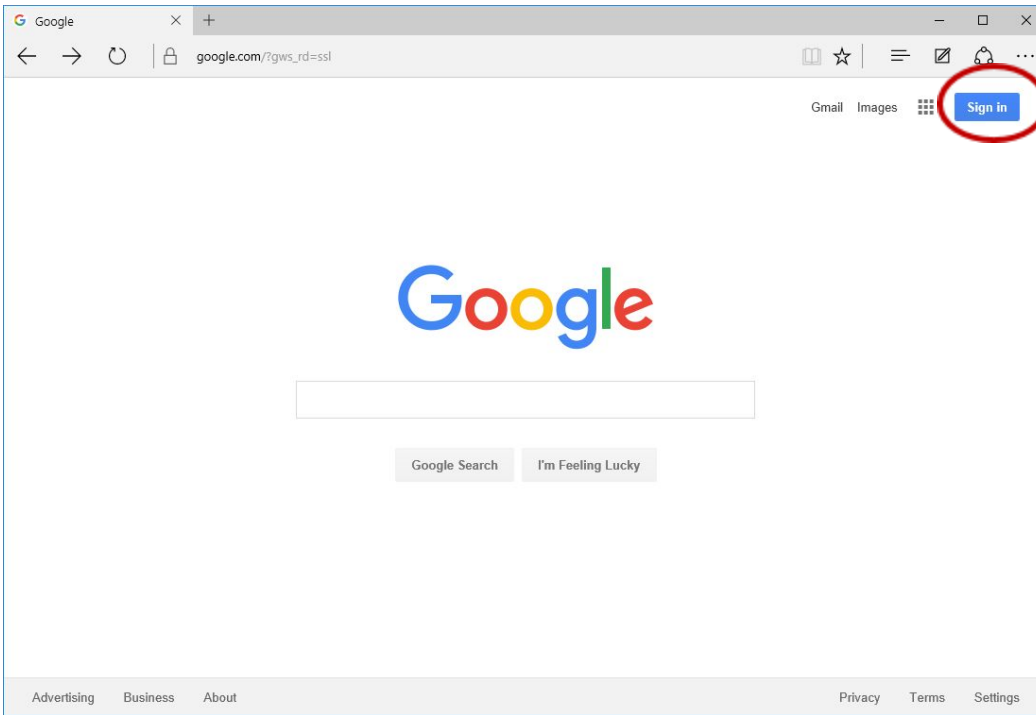 Google
google.com/?gws_rd=ssl
Gmail Images Sign in
Google
Google Search I'm Feeling Lucky
Advertising Business About Privacy Terms Settings